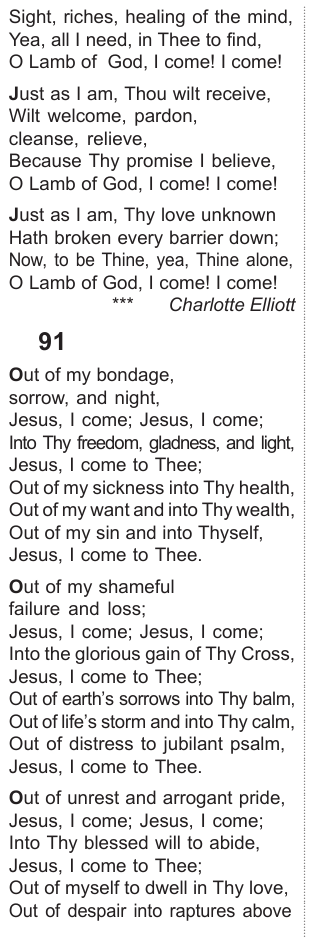 Sight, riches, healing of the mind,
Yea, all I need, in Thee to find,
O Lamb of God, I come! I come!
Just as I am, Thou wilt receive,
Wilt welcome, pardon,
cleanse, relieve,
Because Thy promise I believe,
O Lamb of God, I come! I come!
Just as I am, Thy love unknown
Hath broken every barrier down;
Now, to be Thine, yea, Thine alone,
O Lamb of God, I come! I come!
*** Charlotte Elliott
91
Out of my bondage,
sorrow, and night,
Jesus, I come; Jesus, I come;
Into Thy freedom, gladness, and light,
Jesus, I come to Thee;
Out of my sickness into Thy health,
Out of my want and into Thy wealth,
Out of my sin and into Thyself,
Jesus, I come to Thee.
Out of my shameful
failure and loss;
Jesus, I come; Jesus, I come;
Into the glorious gain of Thy Cross,
Jesus, I come to Thee;
Out of earth's sorrows into Thy balm,
Out of life's storm and into Thy calm,
Out of distress to jubilant psalm,
Jesus, I come to Thee.
Out of unrest and arrogant pride,
Jesus, I come; Jesus, I come;
Into Thy blessed will to abide,
Jesus, I come to Thee;
Out of myself to dwell in Thy love,
Out of despair into raptures above